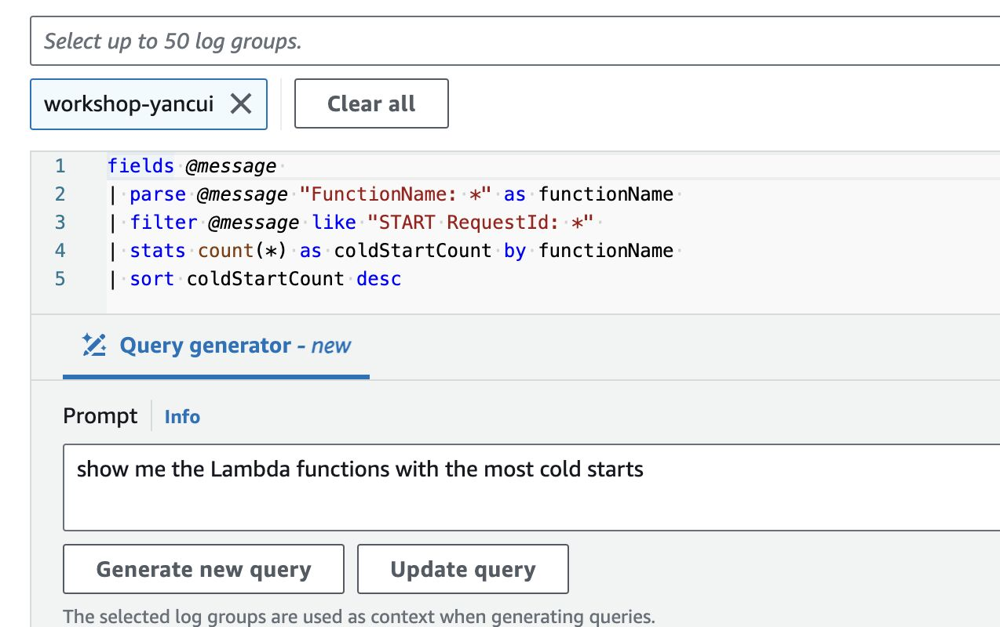 Select up to 50 log groups.
workshop-yancui
Clear all
1 fields @message
2 | parse @message "FunctionName: *" as functionName
3 | filter @message like "START RequestId: *"
4 | stats count(*) as coldStartCount by functionName
5 | sort coldStartCount desc
Query generator - new
Prompt Info
show me the Lambda functions with the most cold starts
Generate new query Update query
The selected log groups are used as context when generating queries.